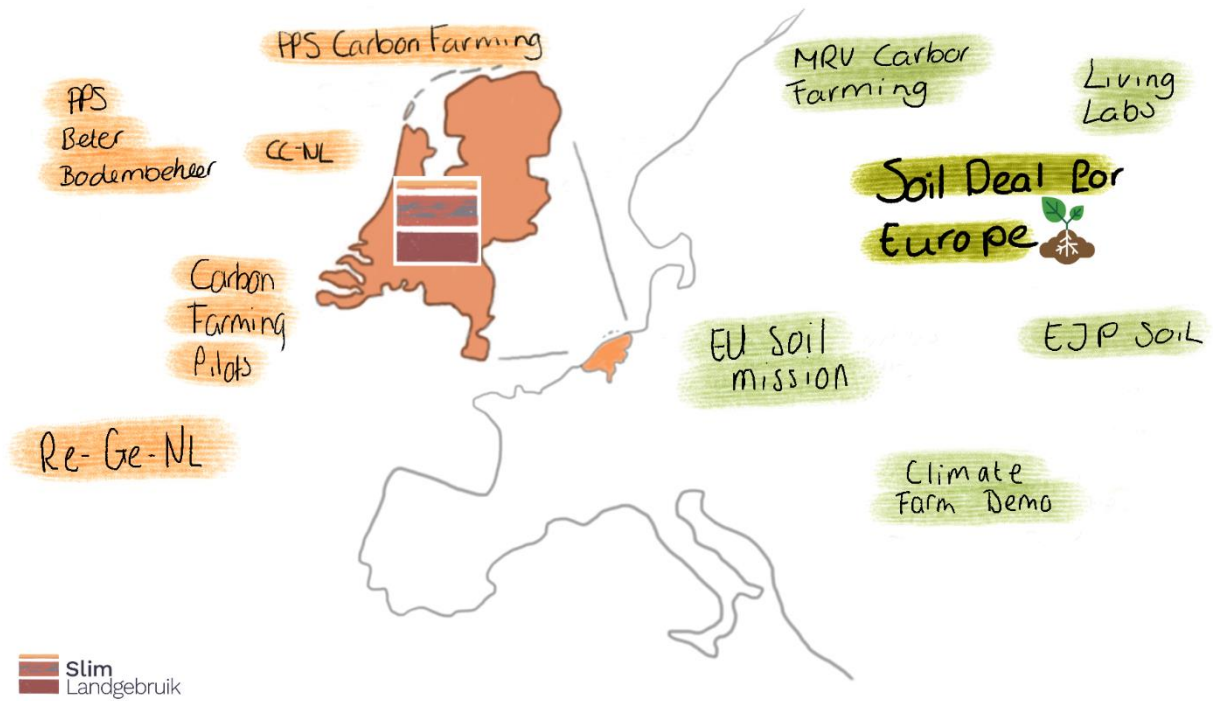 PPS Carbon Farming
PPS
Beter
Bodembeheer
CC-NL
Carbon
Farming
Pilots
Re-Ge-NL
MRV Carbon
Farming
Living
Labs
Soil Deal for
Europe
EU Soil
mission
EJP SOIL
Climate
Farm Demo
Slim
Landgebruik